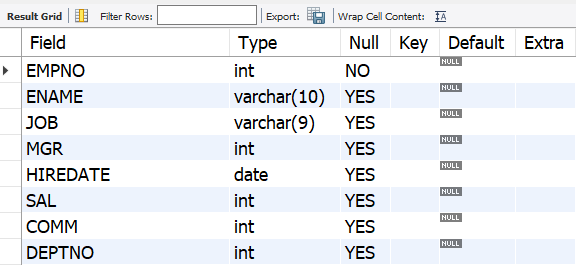 Result Grid Filter Rows: Export: Wrap Cell Content:
Field Type Null Key Default Extra
EMPNO int NO NULL
ENAME varchar(10) YES NULL
JOB varchar(9) YES NULL
MGR int YES NULL
HIREDATE date YES NULL
SAL int YES NULL
COMM int YES NULL
DEPTNO int YES NULL